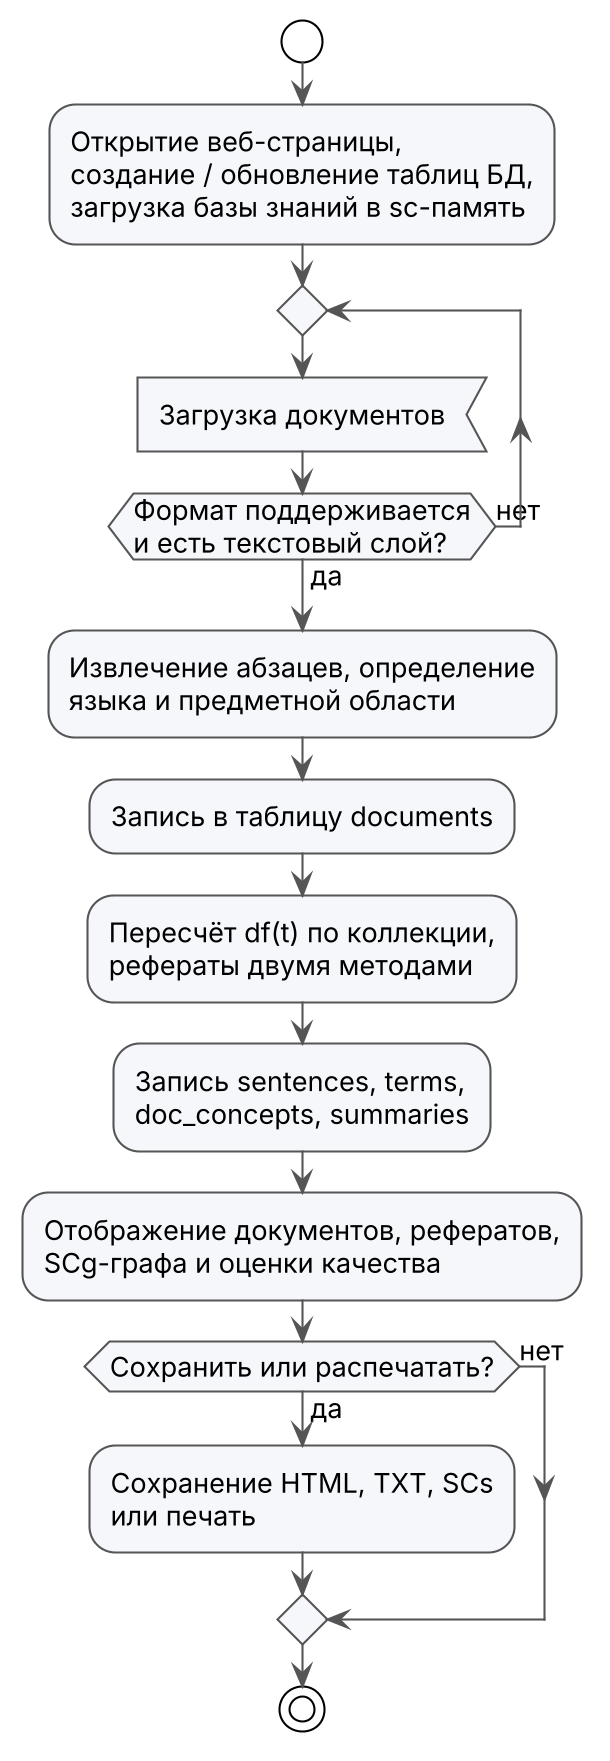 Открытие веб-страницы,
создание / обновление таблиц БД,
загрузка базы знаний в sc-память
Загрузка документов
Формат поддерживается
и есть текстовый слой?
нет
да
Извлечение абзацев, определение
языка и предметной области
Запись в таблицу documents
Пересчёт df(t) по коллекции,
рефераты двумя методами
Запись sentences, terms,
doc_concepts, summaries
Отображение документов, рефератов,
SCg-графа и оценки качества
Сохранить или распечатать?
нет
да
Сохранение HTML, TXT, SCs
или печать